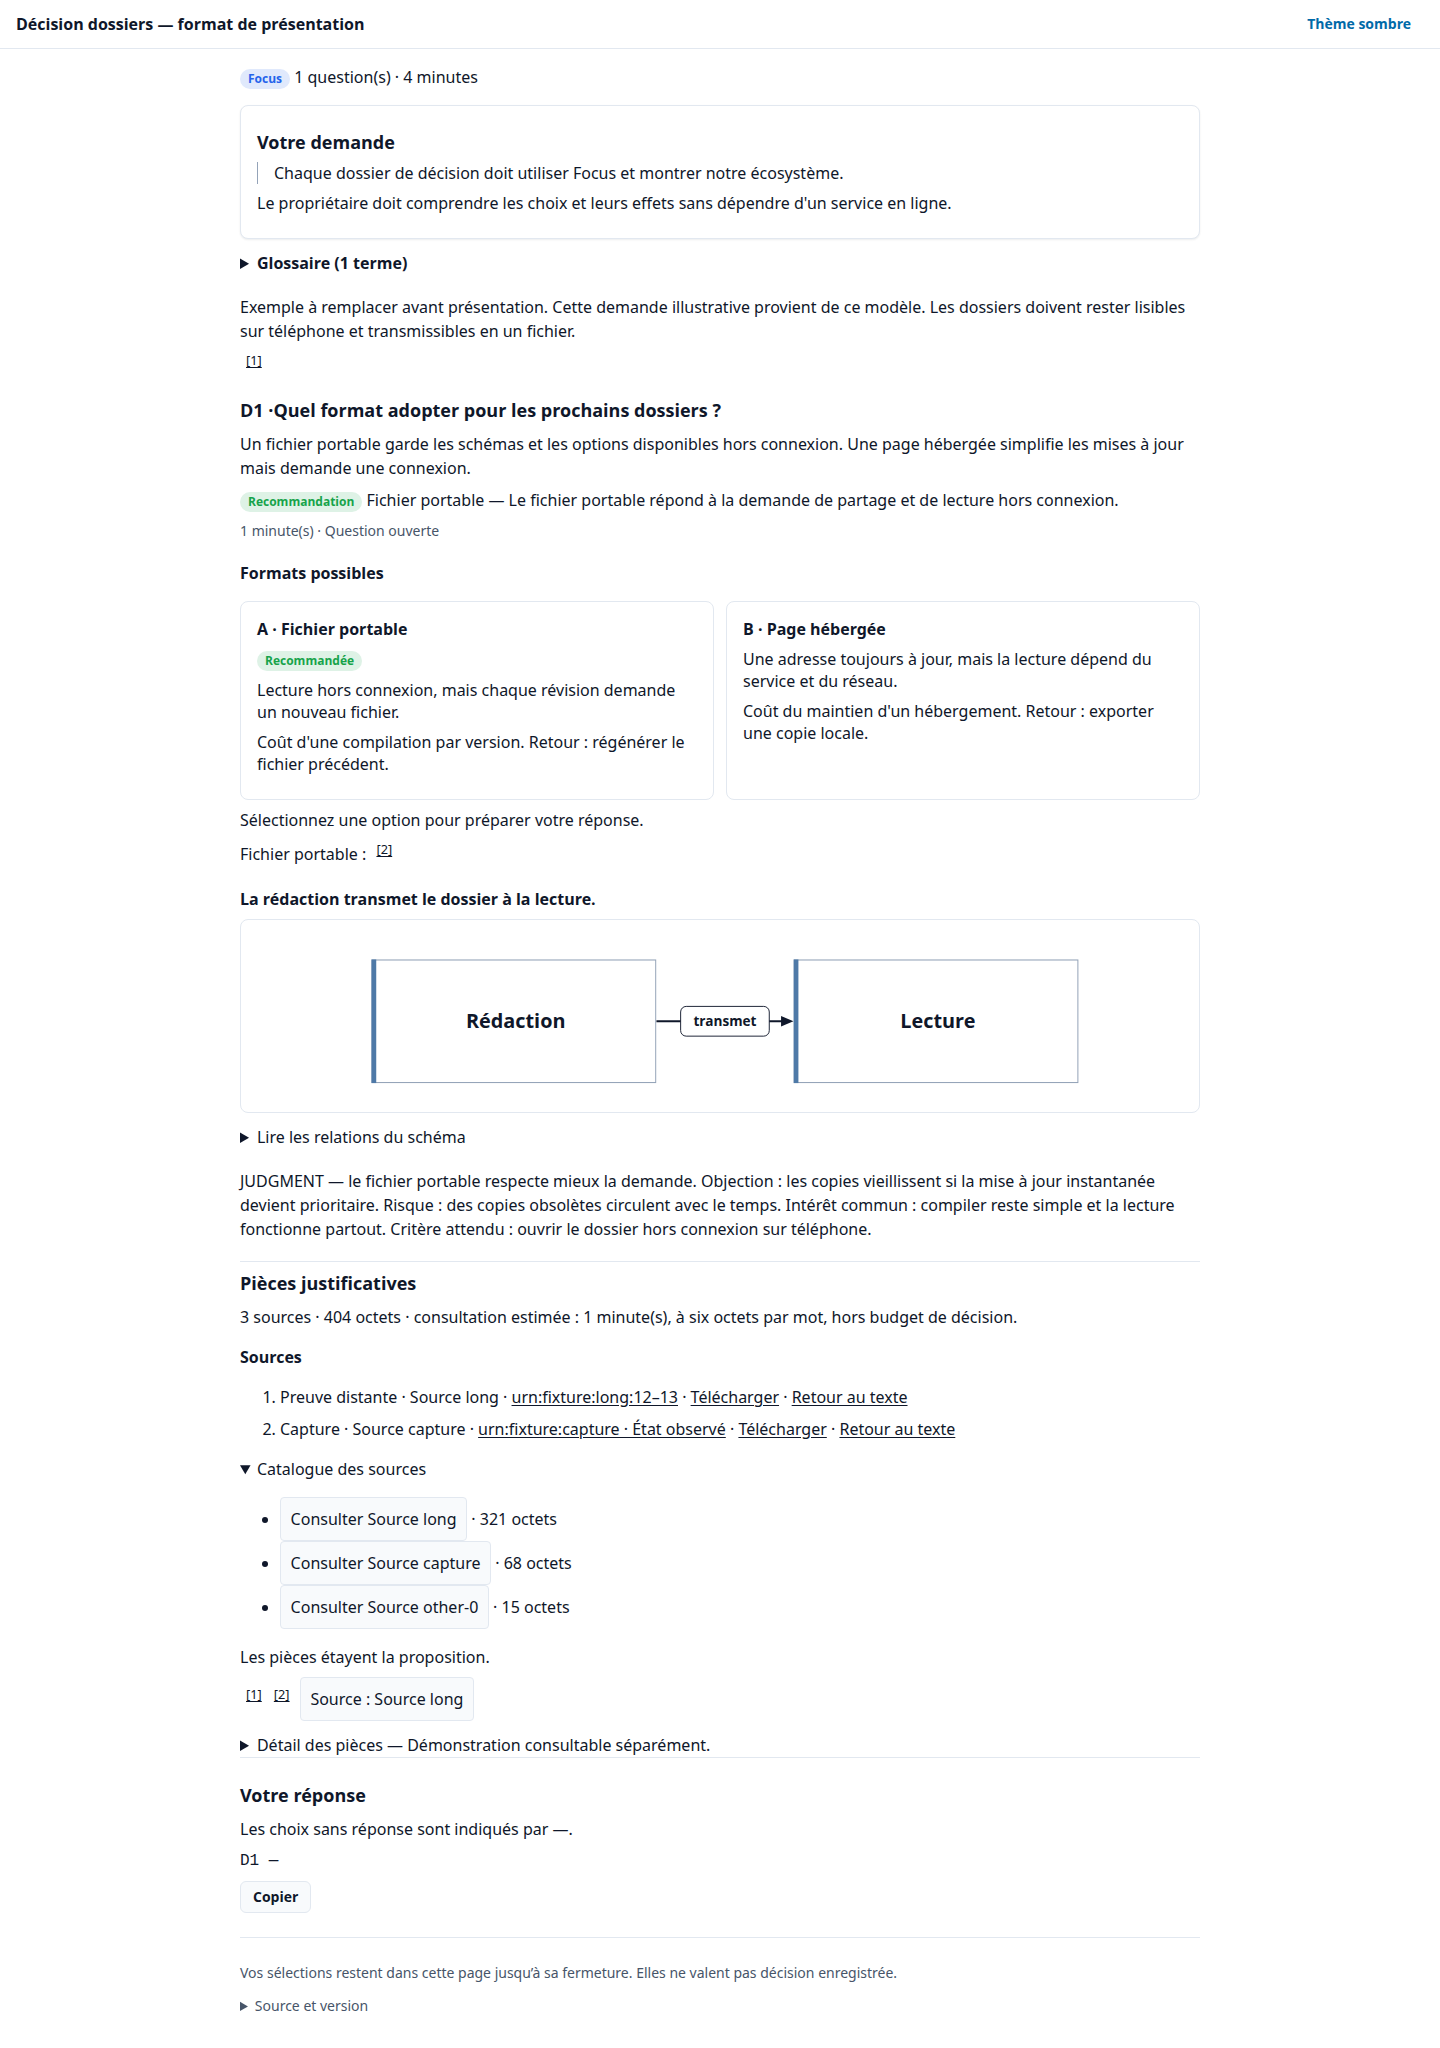 Décision dossiers — format de présentation
Thème sombre
Focus 1 question(s) · 4 minutes
Votre demande
Chaque dossier de décision doit utiliser Focus et montrer notre écosystème.
Le propriétaire doit comprendre les choix et leurs effets sans dépendre d'un service en ligne.
Glossaire (1 terme)
Exemple à remplacer avant présentation. Cette demande illustrative provient de ce modèle. Les dossiers doivent rester lisibles
sur téléphone et transmissibles en un fichier.
[1]
D1 ·Quel format adopter pour les prochains dossiers ?
Un fichier portable garde les schémas et les options disponibles hors connexion. Une page hébergée simplifie les mises à jour
mais demande une connexion.
Recommandation Fichier portable — Le fichier portable répond à la demande de partage et de lecture hors connexion.
1 minute(s) · Question ouverte
Formats possibles
A · Fichier portable
Recommandée
Lecture hors connexion, mais chaque révision demande
un nouveau fichier.
Coût d'une compilation par version. Retour : régénérer le
fichier précédent.
B · Page hébergée
Une adresse toujours à jour, mais la lecture dépend du
service et du réseau.
Coût du maintien d'un hébergement. Retour : exporter
une copie locale.
Sélectionnez une option pour préparer votre réponse.
Fichier portable : [2]
La rédaction transmet le dossier à la lecture.
Rédaction
transmet
Lecture
Lire les relations du schéma
JUDGMENT — le fichier portable respecte mieux la demande. Objection : les copies vieillissent si la mise à jour instantanée
devient prioritaire. Risque : des copies obsolètes circulent avec le temps. Intérêt commun : compiler reste simple et la lecture
fonctionne partout. Critère attendu : ouvrir le dossier hors connexion sur téléphone.
Pièces justificatives
3 sources · 404 octets · consultation estimée : 1 minute(s), à six octets par mot, hors budget de décision.
Sources
1. Preuve distante · Source long · urn:fixture:long:12–13 · Télécharger · Retour au texte
2. Capture · Source capture · urn:fixture:capture · État observé · Télécharger · Retour au texte
Catalogue des sources
Consulter Source long · 321 octets
Consulter Source capture · 68 octets
Consulter Source other-0 · 15 octets
Les pièces étayent la proposition.
[1] [2] Source : Source long
Détail des pièces — Démonstration consultable séparément.
Votre réponse
Les choix sans réponse sont indiqués par —.
D1 —
Copier
Vos sélections restent dans cette page jusqu’à sa fermeture. Elles ne valent pas décision enregistrée.
Source et version